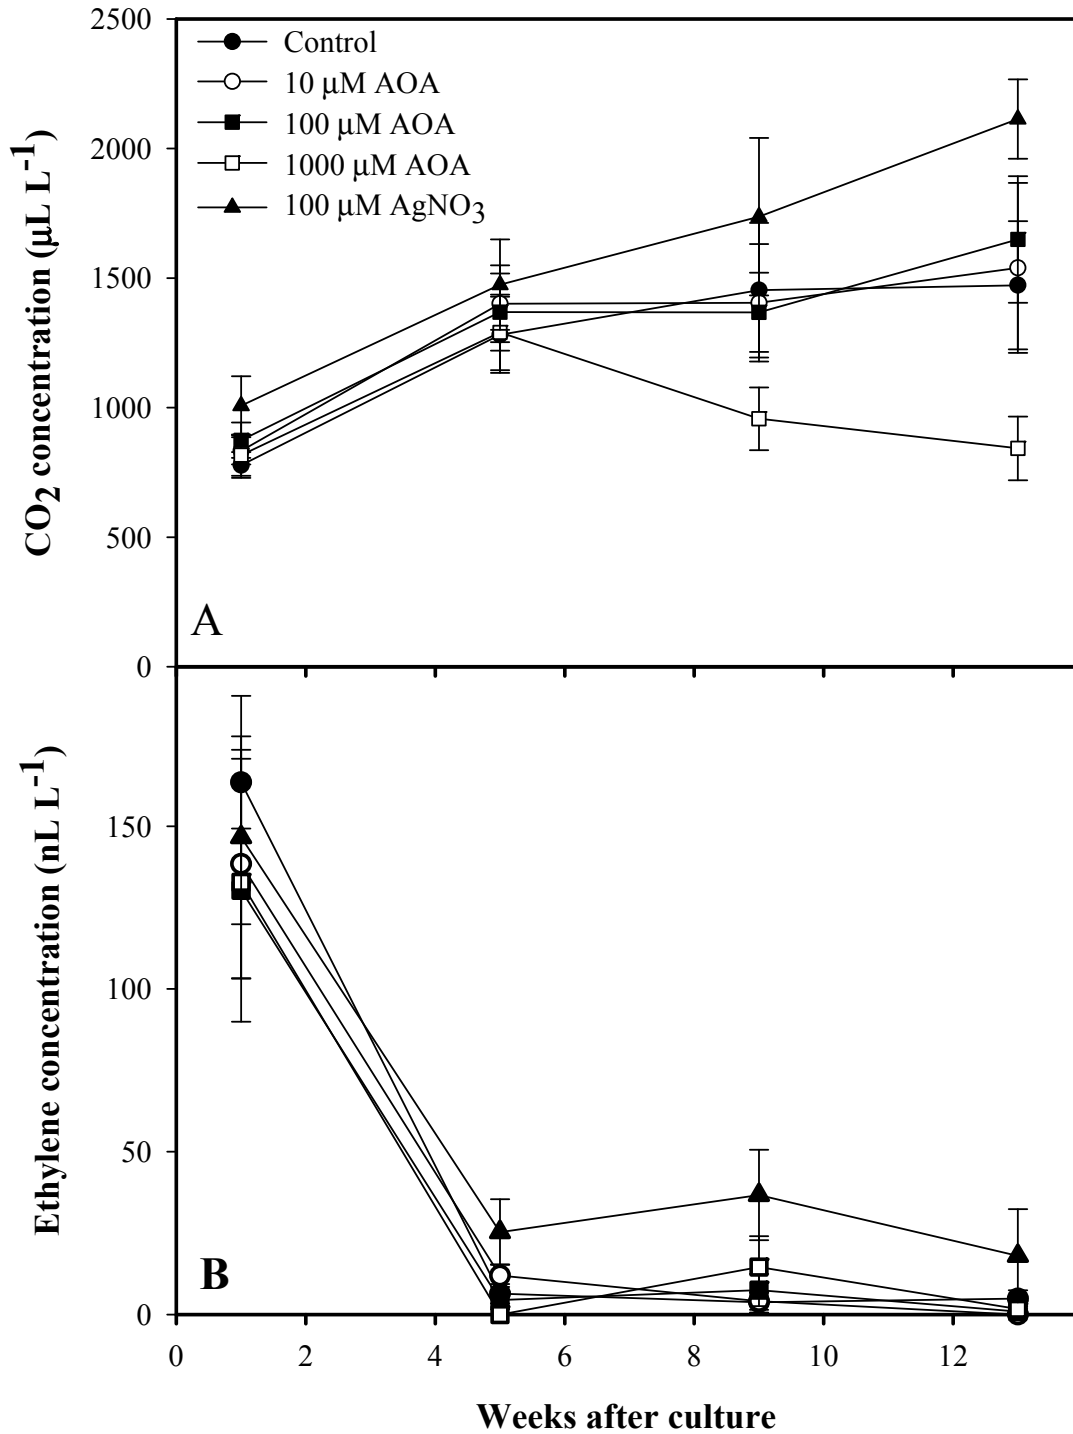 CO2 concentration (μL L-1)
2500
2000
1500
1000
500
0
Control
10 μM AOA
100 μM AOA
1000 μM AOA
100 μM AgNO3
A
Ethylene concentration (nL L-1)
150
100
50
0
B
0 2 4 6 8 10 12
Weeks after culture